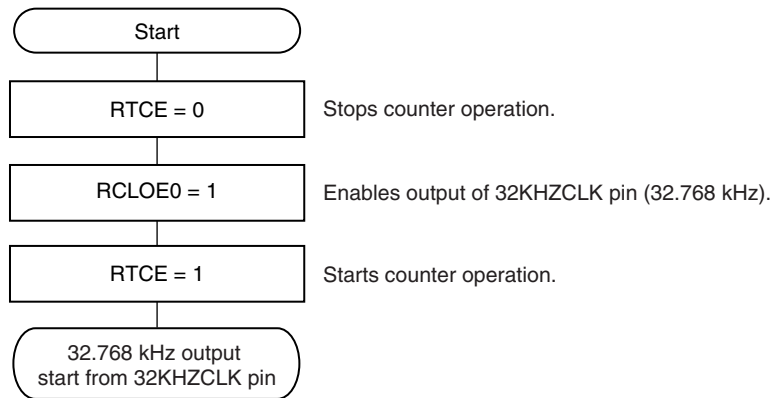 Start
RTCE = 0
Stops counter operation.
RCLOE0 = 1
Enables output of 32KHZCLK pin (32.768 kHz).
RTCE = 1
Starts counter operation.
32.768 kHz output
start from 32KHZCLK pin